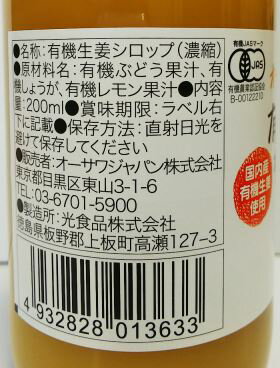 ●名称:有機生姜シロップ(濃縮)
●原材料名:有機ぶどう果汁、有
機しょうが、有機レモン果汁●内容
量:200ml●賞味期限:ラベル右
下に記載●保存方法:直射日光を
避けて保存してください
■販売者:オーサワジャパン株式会社
東京都目黒区東山3-1-6
TEL:03-6701-5900
■製造所:光食品株式会社
徳島県板野郡上板町高瀬127-3
4 932828 013633
有機JASマーク
JAS
B-00122210
国内産
有機生姜
使用